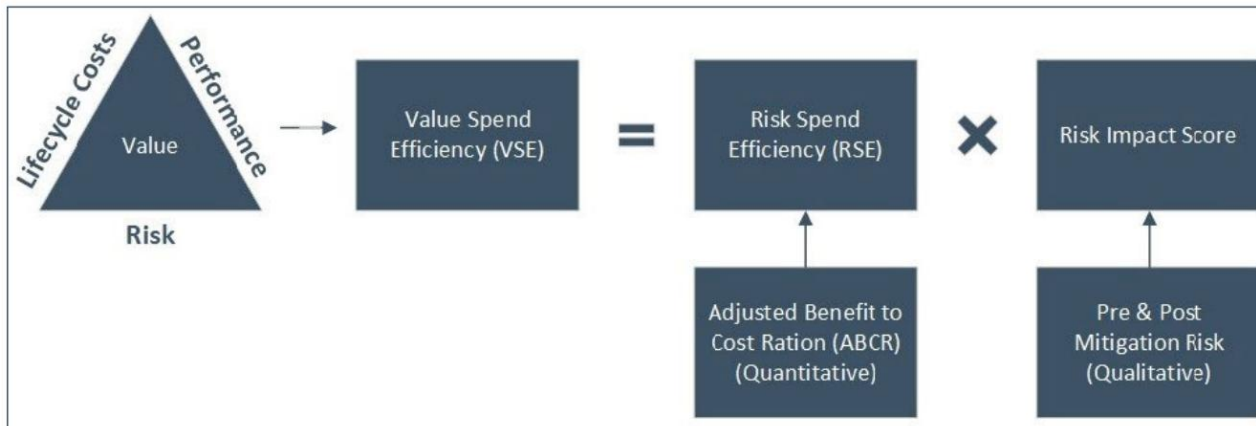 Lifecycle Costs
Performance
Value
Risk
Value Spend
Efficiency (VSE)
=
Risk Spend
Efficiency (RSE)
×
Risk Impact Score
Adjusted Benefit to
Cost Ration (ABCR)
(Quantitative)
Pre & Post
Mitigation Risk
(Qualitative)